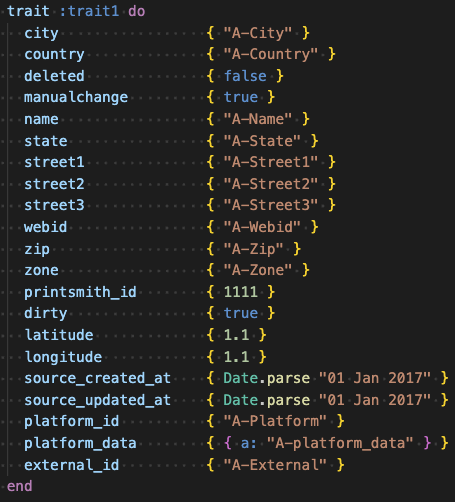 trait :trait1 do
  city                 { "A-City" }
  country              { "A-Country" }
  deleted              { false }
  manualchange         { true }
  name                 { "A-Name" }
  state                { "A-State" }
  street1              { "A-Street1" }
  street2              { "A-Street2" }
  street3              { "A-Street3" }
  webid                { "A-Webid" }
  zip                  { "A-Zip" }
  zone                 { "A-Zone" }
  printsmith_id        { 1111 }
  dirty                { true }
  latitude             { 1.1 }
  longitude            { 1.1 }
  source_created_at    { Date.parse "01 Jan 2017" }
  source_updated_at    { Date.parse "01 Jan 2017" }
  platform_id          { "A-Platform" }
  platform_data        { { a: "A-platform_data" } }
  external_id          { "A-External" }
end